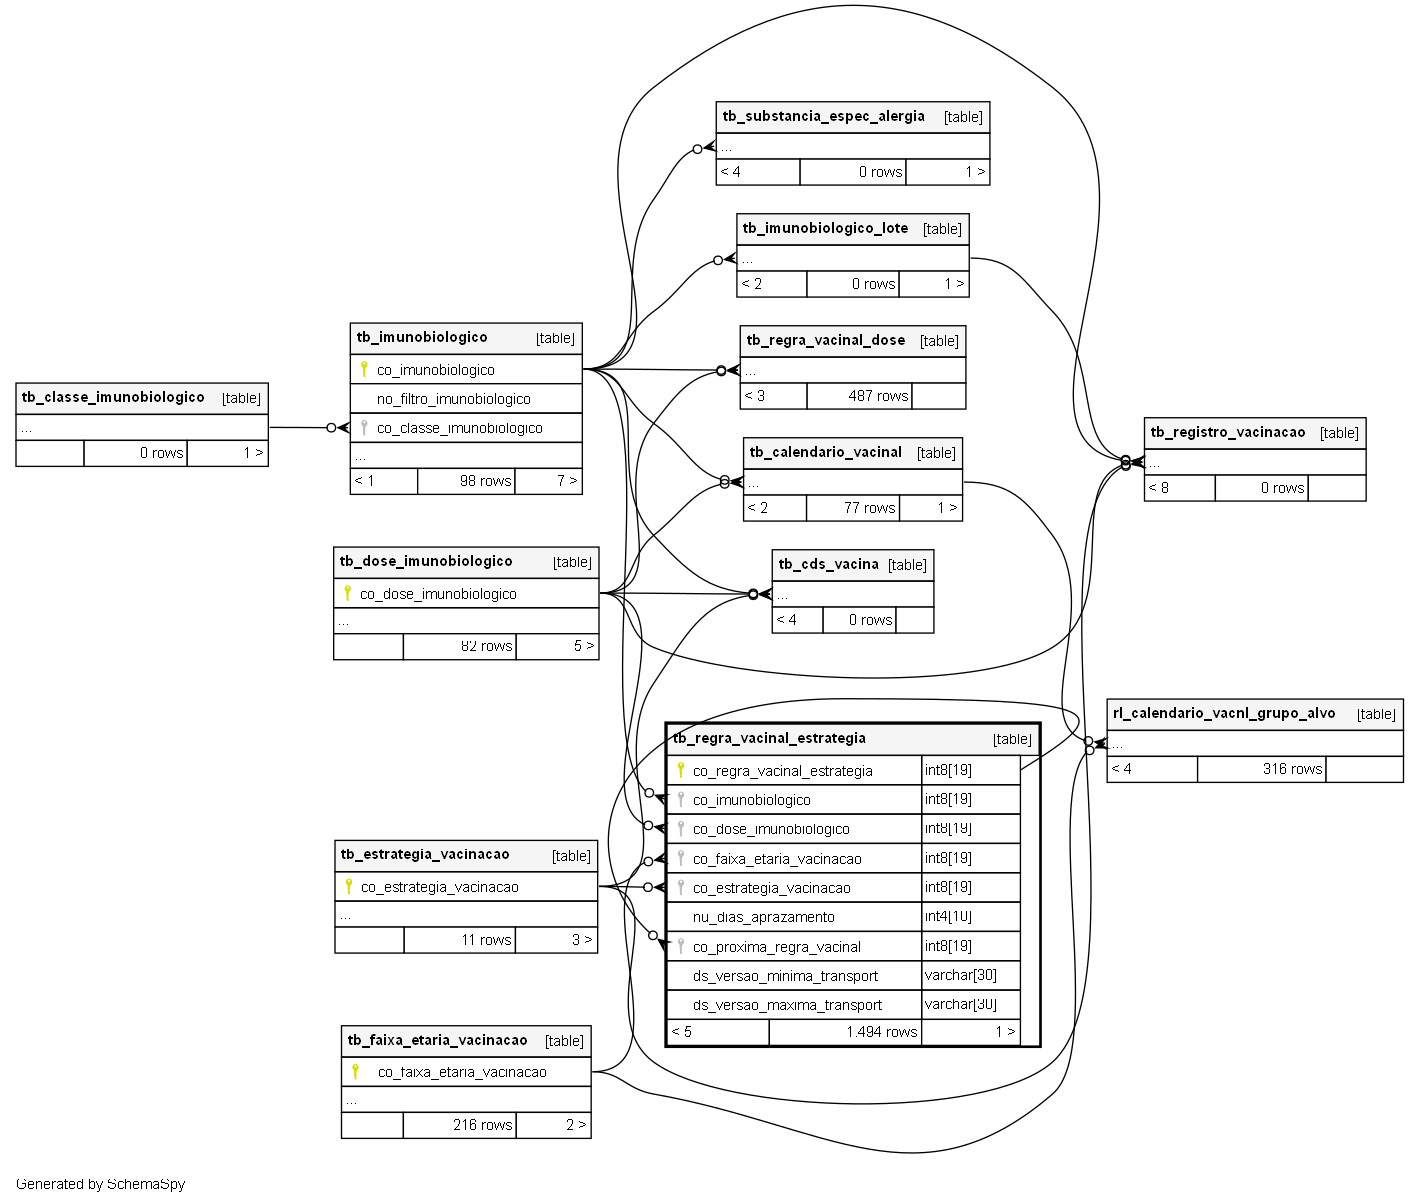 tb_substancia_espec_alergia [table]
...
< 4 0 rows 1 >
tb_imunobiologico_lote [table]
...
< 2 0 rows 1 >
tb_imunobiologico [table]
co_imunobiologico
no_filtro_imunobiologico
co_classe_imunobiologico
...
< 1 98 rows 7 >
tb_regra_vacinal_dose [table]
...
< 3 487 rows
tb_classe_imunobiologico [table]
...
0 rows 1 >
tb_calendario_vacinal [table]
...
< 2 77 rows 1 >
tb_registro_vacinacao [table]
...
< 8 0 rows
tb_dose_imunobiologico [table]
co_dose_imunobiologico
...
82 rows 5 >
tb_cds_vacina [table]
...
< 4 0 rows
rl_calendario_vacnl_grupo_alvo [table]
...
< 4 316 rows
tb_regra_vacinal_estrategia [table]
co_regra_vacinal_estrategia int8[19]
co_imunobiologico int8[19]
co_dose_imunobiologico int8[19]
co_faixa_etaria_vacinacao int8[19]
co_estrategia_vacinacao int8[19]
nu_dias_aprazamento int4[10]
co_proxima_regra_vacinal int8[19]
ds_versao_minima_transport varchar[30]
ds_versao_maxima_transport varchar[30]
< 5 1.494 rows 1 >
tb_estrategia_vacinacao [table]
co_estrategia_vacinacao
...
11 rows 3 >
tb_faixa_etaria_vacinacao [table]
co_faixa_etaria_vacinacao
...
216 rows 2 >
Generated by SchemaSpy